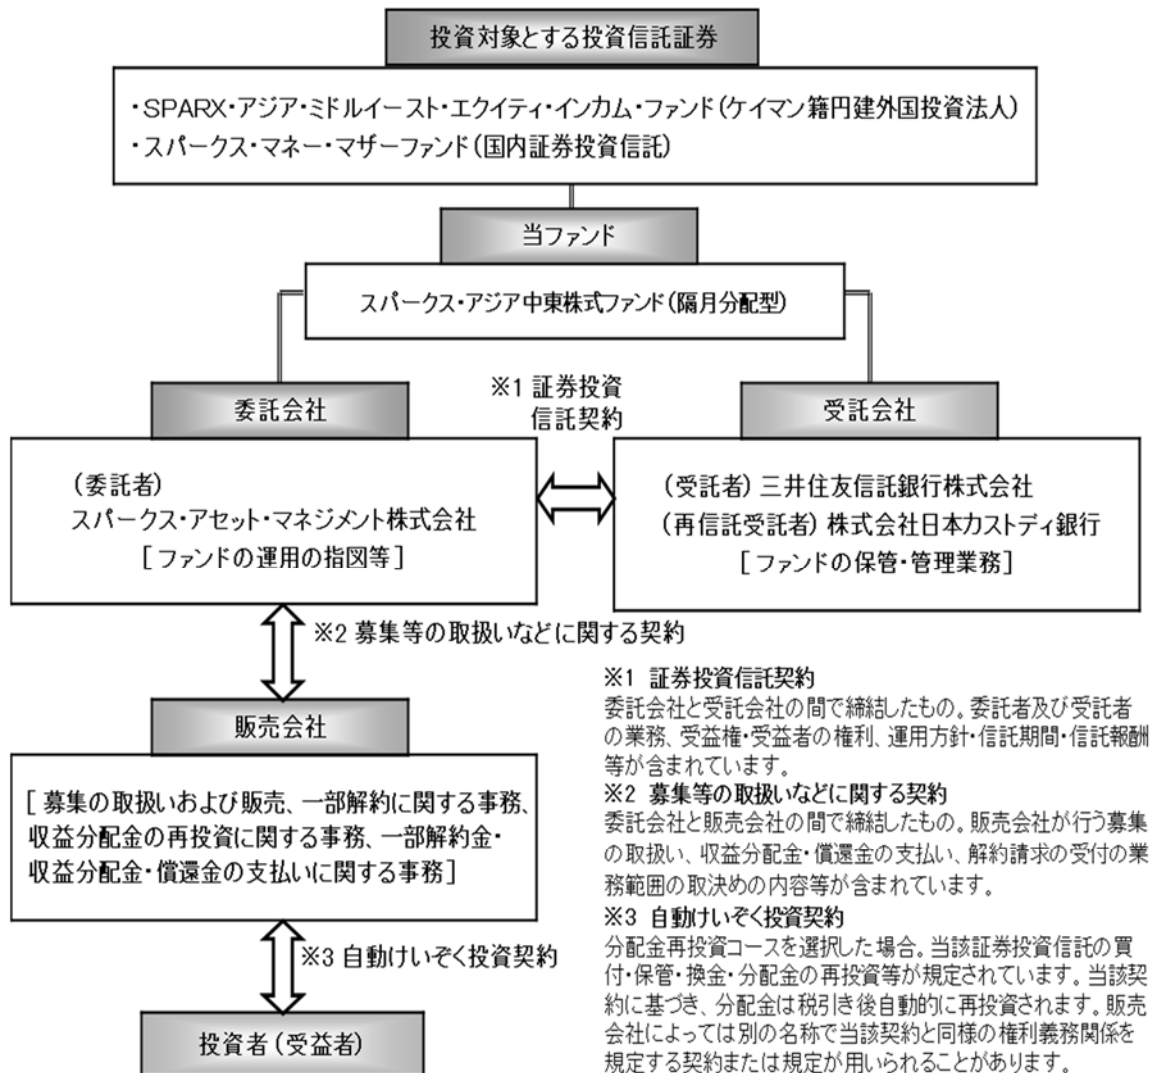 投資対象とする投資信託証券
・SPARX・アジア・ミドルイースト・エクイティ・インカム・ファンド(ケイマン籍円建外国投資法人)
・スパークス・マネー・マザーファンド(国内証券投資信託)
当ファンド
スパークス・アジア中東株式ファンド(隔月分配型)
※1 証券投資
信託契約
委託会社
(委託者)
スパークス・アセット・マネジメント株式会社
[ファンドの運用の指図等]
受託会社
(受託者) 三井住友信託銀行株式会社
(再信託受託者) 株式会社日本カストディ銀行
[ファンドの保管・管理業務]
※2 募集等の取扱いなどに関する契約
販売会社
[募集の取扱いおよび販売、一部解約に関する事務、
収益分配金の再投資に関する事務、一部解約金・
収益分配金・償還金の支払いに関する事務]
※3 自動けいぞく投資契約
投資者(受益者)
※1 証券投資信託契約
委託会社と受託会社の間で締結したもの。委託者及び受託者
の業務、受益権・受益者の権利、運用方針・信託期間・信託報酬
等が含まれています。
※2 募集等の取扱いなどに関する契約
委託会社と販売会社の間で締結したもの。販売会社が行う募集
の取扱い、収益分配金・償還金の支払い、解約請求の受付の業
務範囲の取決めの内容等が含まれています。
※3 自動けいぞく投資契約
分配金再投資コースを選択した場合。当該証券投資信託の買
付・保管・換金・分配金の再投資等が規定されています。当該契
約に基づき、分配金は税引き後自動的に再投資されます。販売
会社によっては別の名称で当該契約と同様の権利義務関係を
規定する契約または規定が用いられることがあります。